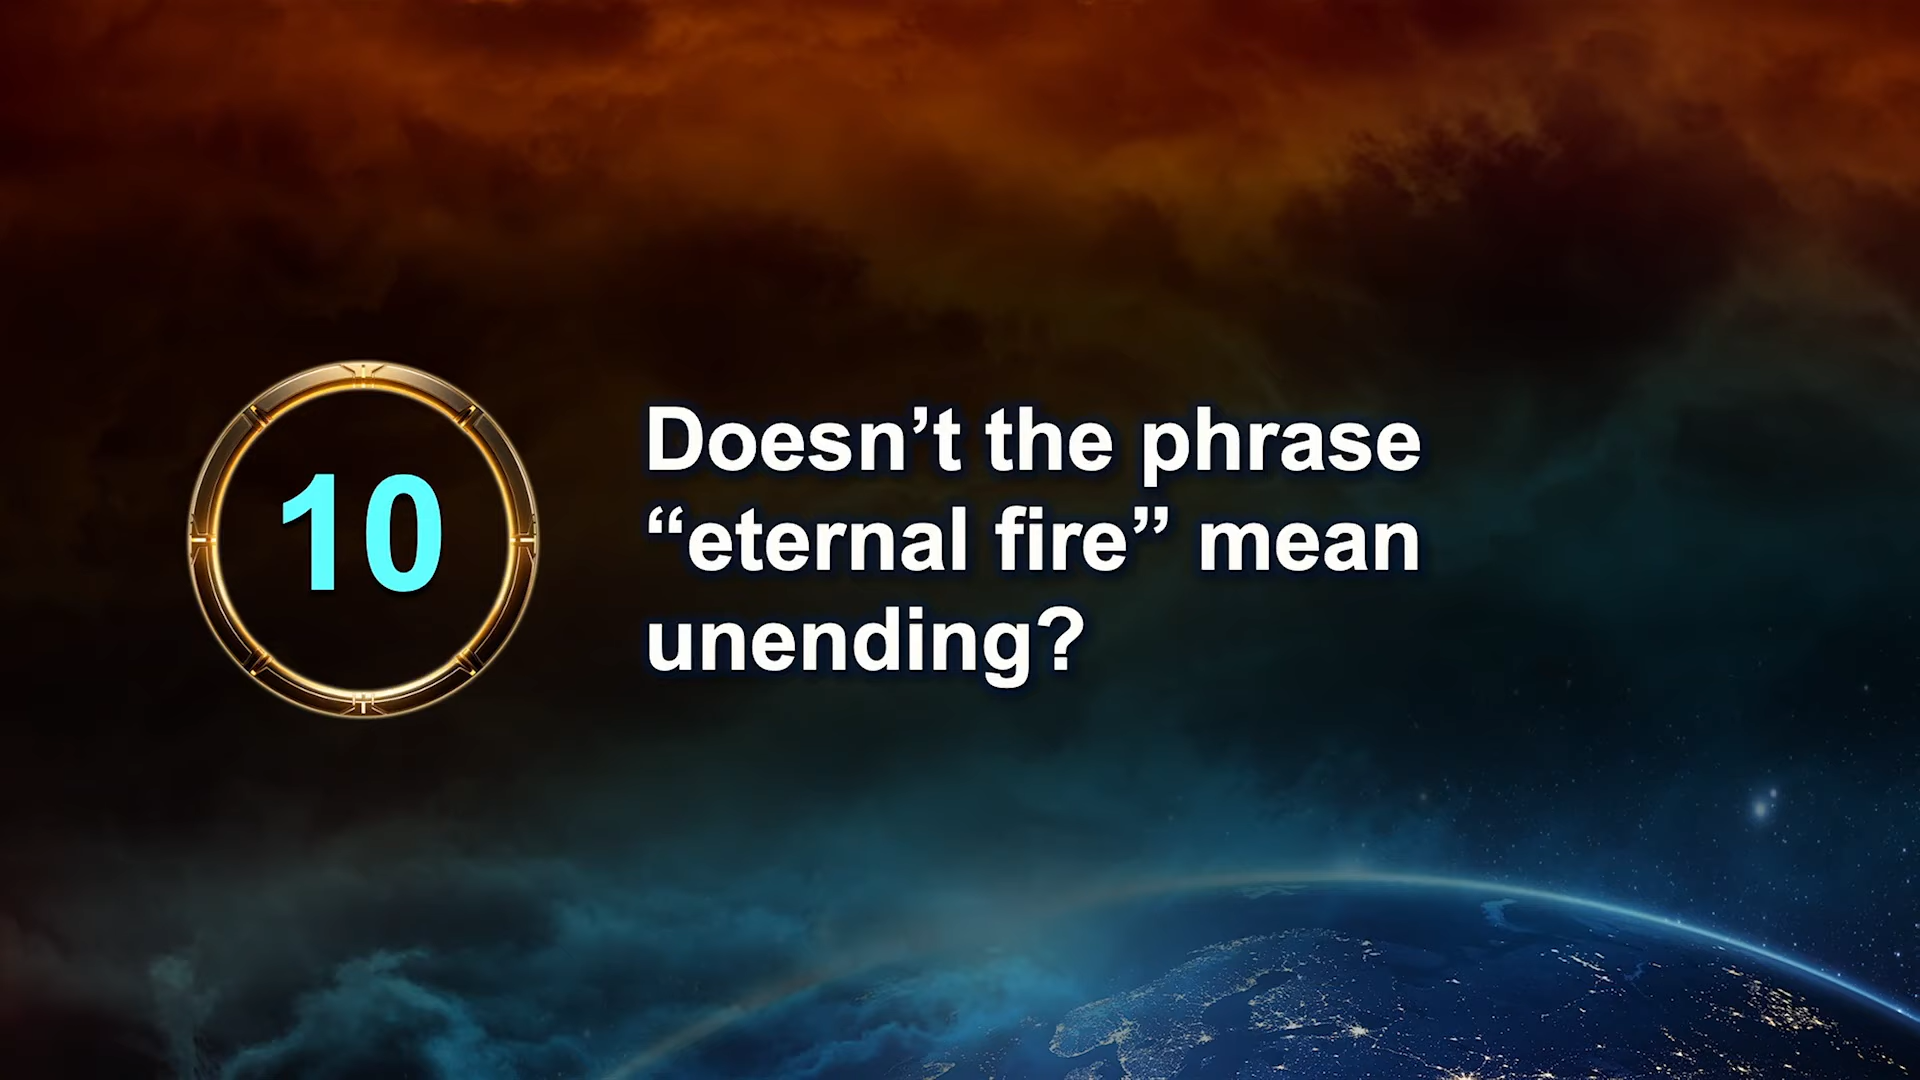 10
Doesn’t the phrase
“eternal fire” mean
unending?